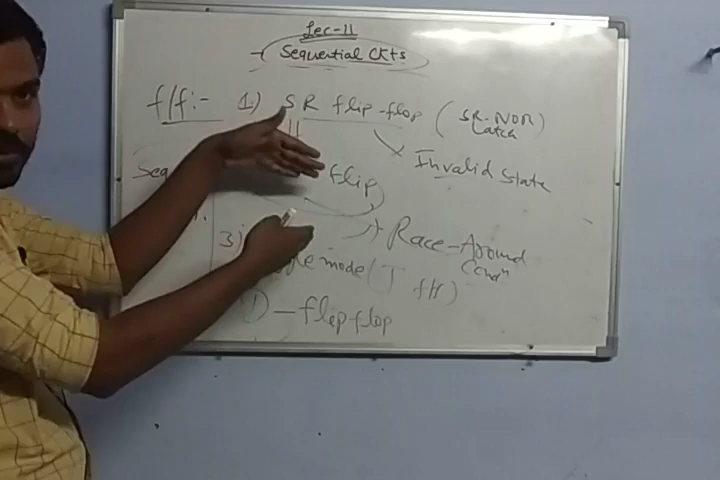 Lec-11
Sequential CKTs
f/f:- 1) SR flip-flop (SR-NOR Latch)
Invalid State
Seq flip
Race-Around
3) mode (T f/f)
- flip flop